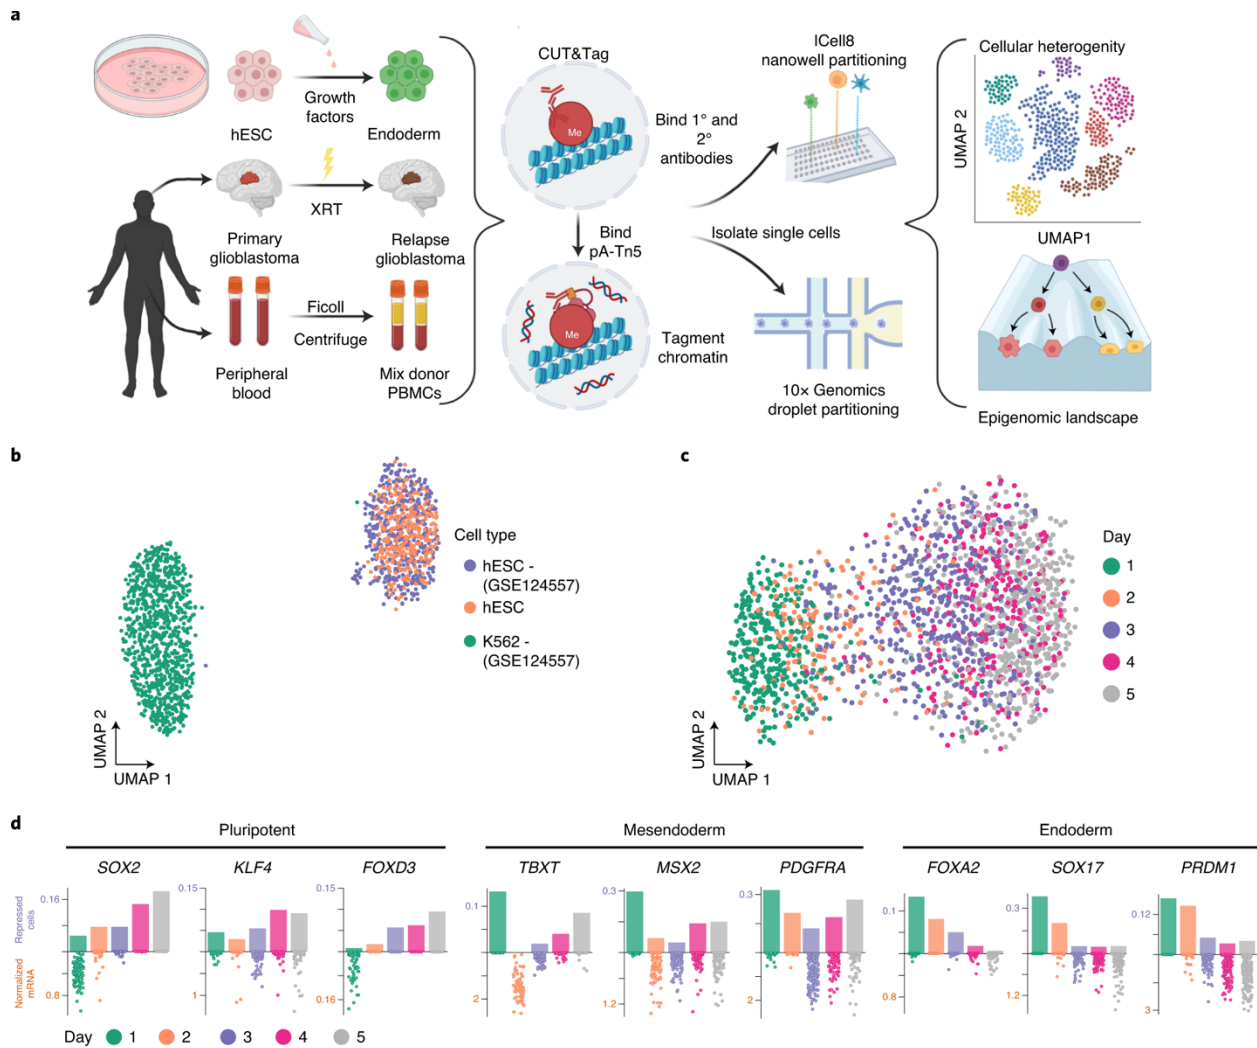 a
CUT&Tag
ICell8
nanowell partitioning
Cellular heterogenity
Growth
factors
hESC
Endoderm
Me
Bind 1° and
2°
antibodies
UMAP 2
UMAP1
XRT
Primary
glioblastoma
Relapse
glioblastoma
Bind
pA-Tn5
Isolate single cells
Ficoll
Centrifuge
Me
Tagment
chromatin
Peripheral
blood
Mix donor
PBMCs
10× Genomics
droplet partitioning
Epigenomic landscape
b
Cell type
hESC -
(GSE124557)
hESC
K562 -
(GSE124557)
UMAP 2
UMAP 1
c
Day
1
2
3
4
5
UMAP 2
UMAP 1
d
Pluripotent
Mesendoderm
Endoderm
SOX2
KLF4
FOXD3
TBXT
MSX2
PDGFRA
FOXA2
SOX17
PRDM1
Repressed
cells
Normalized
mRNA
0.16
0.8
0.15
1
0.15
0.16
0.1
2
0.3
1.2
0.3
2
0.14
0.8
0.3
1.2
0.12
3
Day 1 2 3 4 5